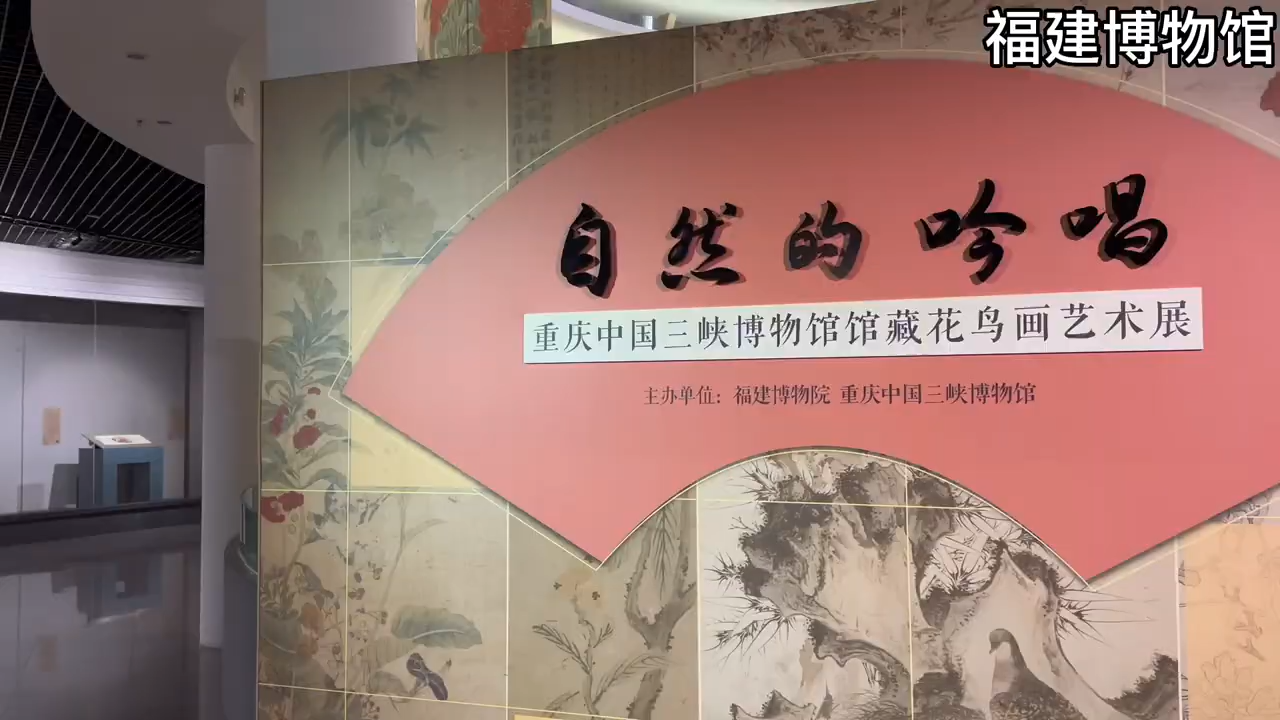 福建博物馆
自然的吟唱
重庆中国三峡博物馆馆藏花鸟画艺术展
主办单位：福建博物院 重庆中国三峡博物馆